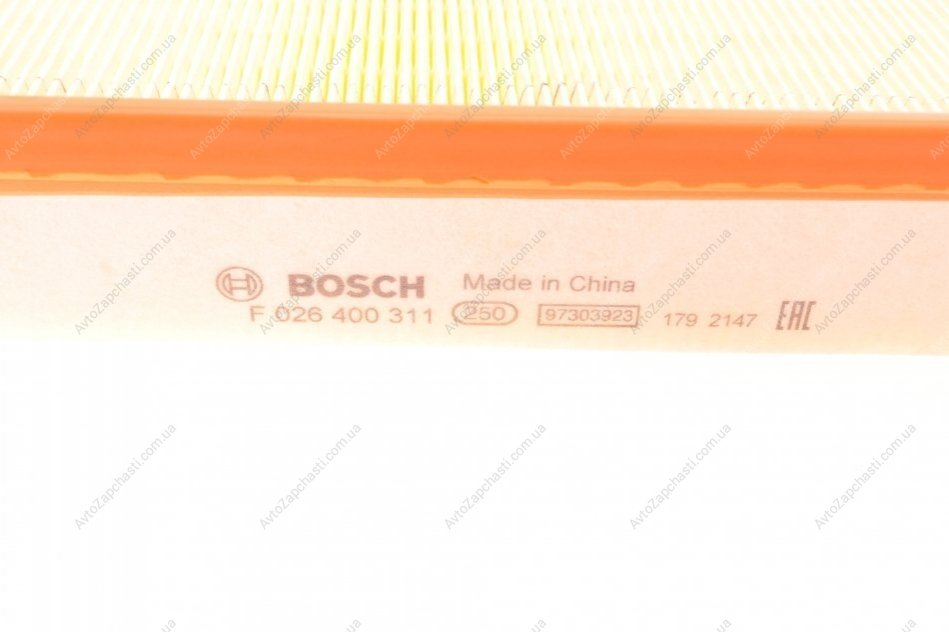 BOSCH Made in China
F 026 400 311 250 97303923 179 2147 EAC
AvtoZapchasti.com.ua